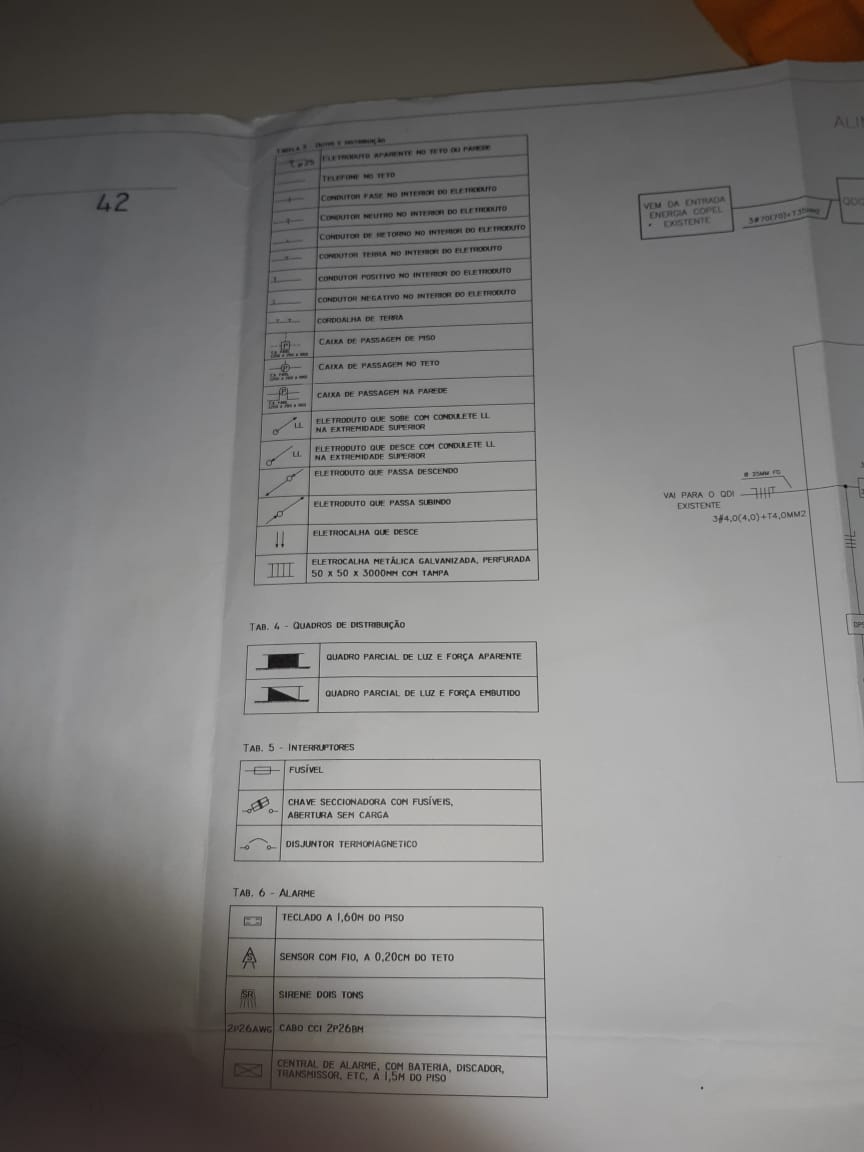 42
TABELA 3 DUTOS E DISTRIBUIÇÃO
ELETRODUTO APARENTE NO TETO OU PAREDE
TELEFONE NO TETO
CONDUTOR FASE NO INTERIOR DO ELETRODUTO
CONDUTOR NEUTRO NO INTERIOR DO ELETRODUTO
CONDUTOR DE RETORNO NO INTERIOR DO ELETRODUTO
CONDUTOR TERRA NO INTERIOR DO ELETRODUTO
CONDUTOR POSITIVO NO INTERIOR DO ELETRODUTO
CONDUTOR NEGATIVO NO INTERIOR DO ELETRODUTO
CORDOALHA DE TERRA
P CAIXA DE PASSAGEM DE PISO
P CAIXA DE PASSAGEM NO TETO
P CAIXA DE PASSAGEM NA PAREDE
LL ELETRODUTO QUE SOBE COM CONDULETE LL
NA EXTREMIDADE SUPERIOR
LL ELETRODUTO QUE DESCE COM CONDULETE LL
NA EXTREMIDADE SUPERIOR
ELETRODUTO QUE PASSA DESCENDO
ELETRODUTO QUE PASSA SUBINDO
ELETROCALHA QUE DESCE
ELETROCALHA METÁLICA GALVANIZADA, PERFURADA
50 X 50 X 3000MM COM TAMPA
TAB. 4 - QUADROS DE DISTRIBUIÇÃO
QUADRO PARCIAL DE LUZ E FORÇA APARENTE
QUADRO PARCIAL DE LUZ E FORÇA EMBUTIDO
TAB. 5 - INTERRUPTORES
FUSÍVEL
CHAVE SECCIONADORA COM FUSÍVEIS,
ABERTURA SEM CARGA
DISJUNTOR TERMOMAGNETICO
TAB. 6 - ALARME
TECLADO A 1,60M DO PISO
S SENSOR COM FIO, A 0,20CM DO TETO
SR SIRENE DOIS TONS
2P26AWG CABO CCI 2P26BM
CENTRAL DE ALARME, COM BATERIA, DISCADOR,
TRANSMISSOR, ETC, A 1,5M DO PISO
ALI
VEM DA ENTRADA
ENERGIA COPEL
EXISTENTE
3#70(70)+T35MM2
QDG
Ø 25MM FG
VAI PARA O QDI
EXISTENTE
3#4,0(4,0)+T4,0MM2
DPS